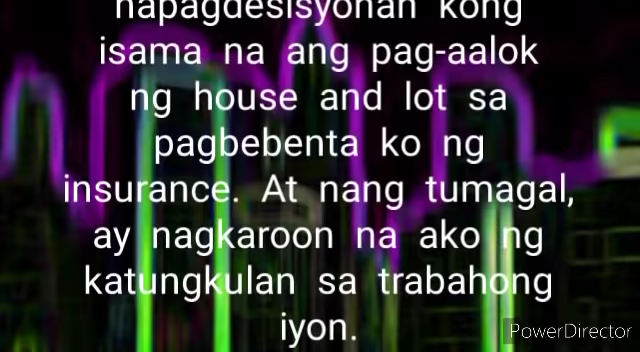 napagdesisyonan kong
isama na ang pag-aalok
ng house and lot sa
pagbebenta ko ng
insurance. At nang tumagal,
ay nagkaroon na ako ng
katungkulan sa trabahong
iyon.
PowerDirector